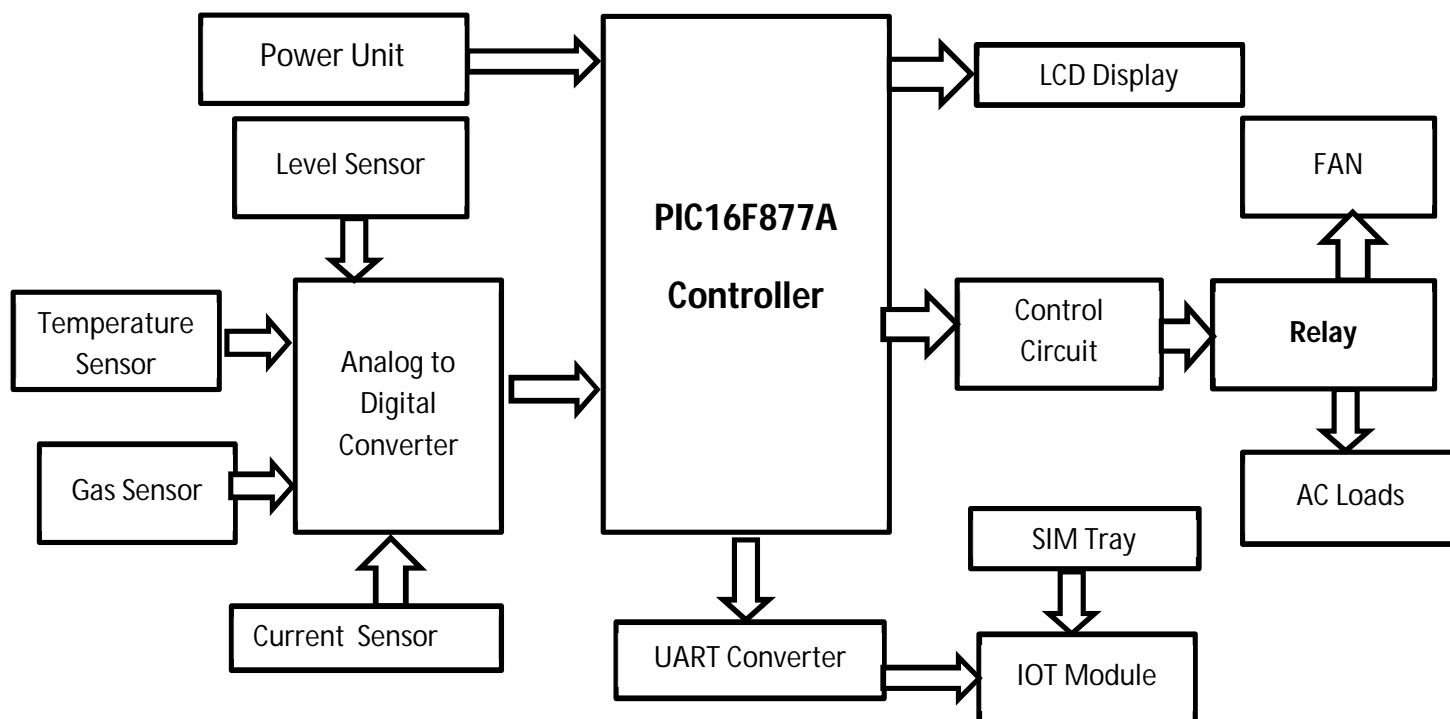 Power Unit
LCD Display
Level Sensor
FAN
PIC16F877A
Controller
Temperature
Sensor
Analog to
Digital
Converter
Control
Circuit
Relay
Gas Sensor
AC Loads
SIM Tray
Current Sensor
UART Converter
IOT Module